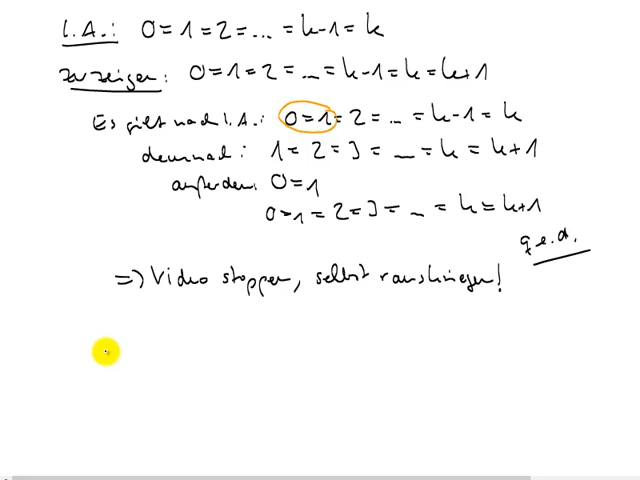 I.A.: 0 = 1 = 2 = ... = k-1 = k
Zu zeigen: 0 = 1 = 2 = ... = k-1 = k = k+1
Es gilt nach I.A.: 0 = 1 = 2 = ... = k-1 = k
demnach: 1 = 2 = 3 = ... = k = k+1
außerdem: 0 = 1
0 = 1 = 2 = 3 = ... = k = k+1
q.e.d.
=> Video stoppen, selbst rauskriegen!